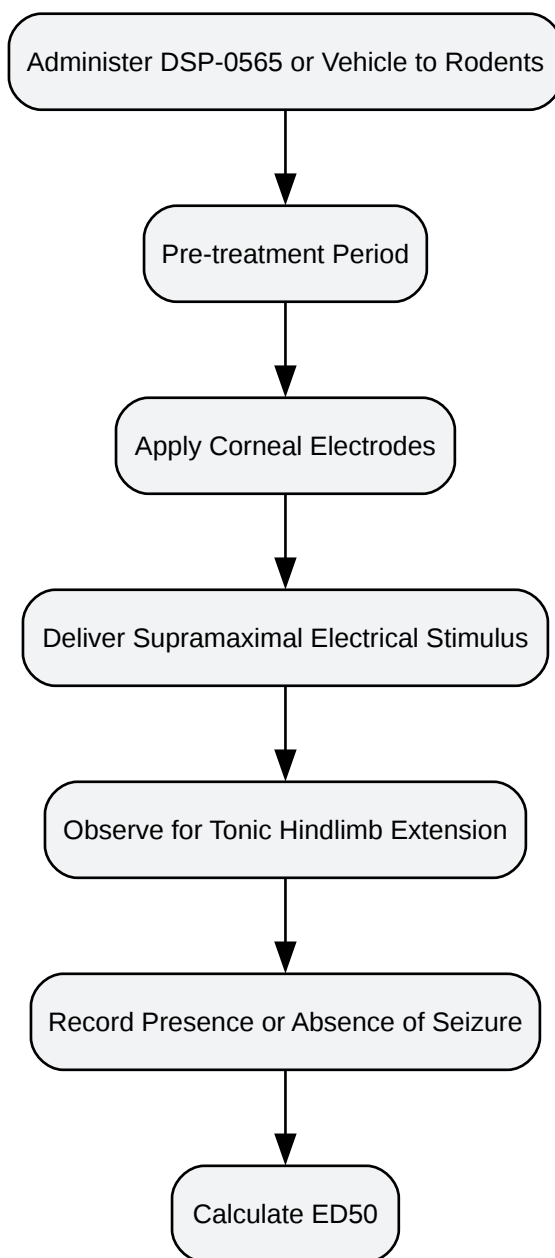 Administer DSP-0565 or Vehicle to Rodents
Pre-treatment Period
Apply Corneal Electrodes
Deliver Supramaximal Electrical Stimulus
Observe for Tonic Hindlimb Extension
Record Presence or Absence of Seizure
Calculate ED50